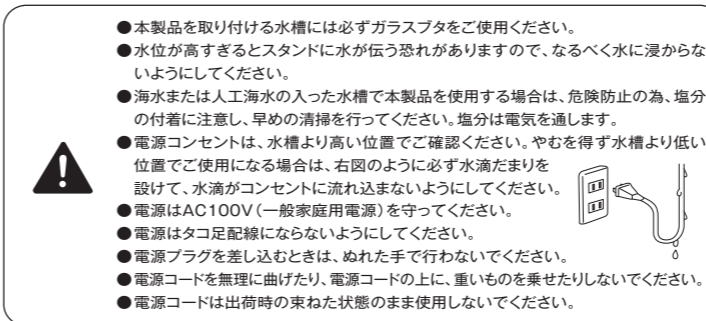 ●本製品を取り付ける水槽には必ずガラスブタをご使用ください。
●水位が高すぎるとスタンドに水が伝う恐れがありますので、なるべく水に浸からな
いようにしてください。
●海水または人工海水の入った水槽で本製品を使用する場合は、危険防止の為、塩分
の付着に注意し、早めの清掃を行ってください。塩分は電気を通します。
●電源コンセントは、水槽より高い位置でご確認ください。やむを得ず水槽より低い
位置でご使用になる場合は、右図のように必ず水滴だまりを
設けて、水滴がコンセントに流れ込まないようにしてください。
●電源はAC100V(一般家庭用電源)を守ってください。
●電源はタコ足配線にならないようにしてください。
●電源プラグを差し込むときは、ぬれた手で行わないでください。
●電源コードを無理に曲げたり、電源コードの上に、重いものを乗せたりしないでください。
●電源コードは出荷時の束ねた状態のまま使用しないでください。